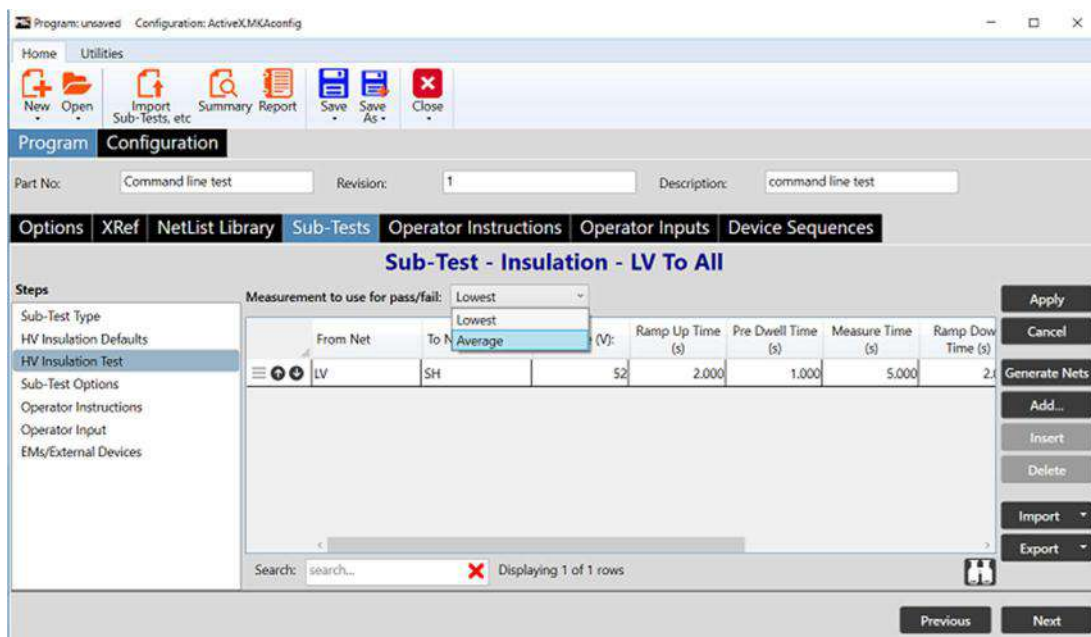 Program: unsaved Configuration: ActiveX.MKAconfig
Home Utilities
New Open Import Sub-Tests, etc Summary Report Save Save As Close
Program Configuration
Part No: Command line test Revision: 1 Description: command line test
Options XRef NetList Library Sub-Tests Operator Instructions Operator Inputs Device Sequences
Sub-Test - Insulation - LV To All
Steps
Sub-Test Type
HV Insulation Defaults
HV Insulation Test
Sub-Test Options
Operator Instructions
Operator Input
EMs/External Devices
Measurement to use for pass/fail: Lowest
Lowest
Average
From Net To N (V): Ramp Up Time (s) Pre Dwell Time (s) Measure Time (s) Ramp Dow Time (s)
LV SH 52 2.000 1.000 5.000 2.0
Search: search... Displaying 1 of 1 rows
Apply
Cancel
Generate Nets
Add...
Insert
Delete
Import
Export
Previous Next